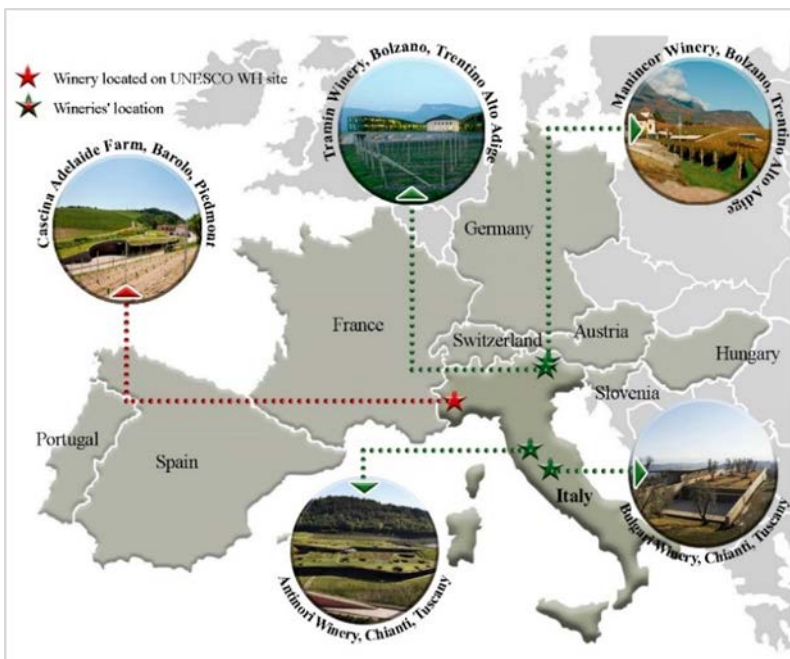 Winery located on UNESCO WH site
Wineries' location
Tramin Winery, Bolzano, Trentino Alto Adige
Manincor Winery, Bolzano, Trentino Alto Adige
Cascina Adelaide Farm, Barolo, Piedmont
Germany
France
Switzerland
Austria
Hungary
Slovenia
Portugal
Spain
Italy
Antinori Winery, Chianti, Tuscany
Bulgari Winery, Chianti, Tuscany